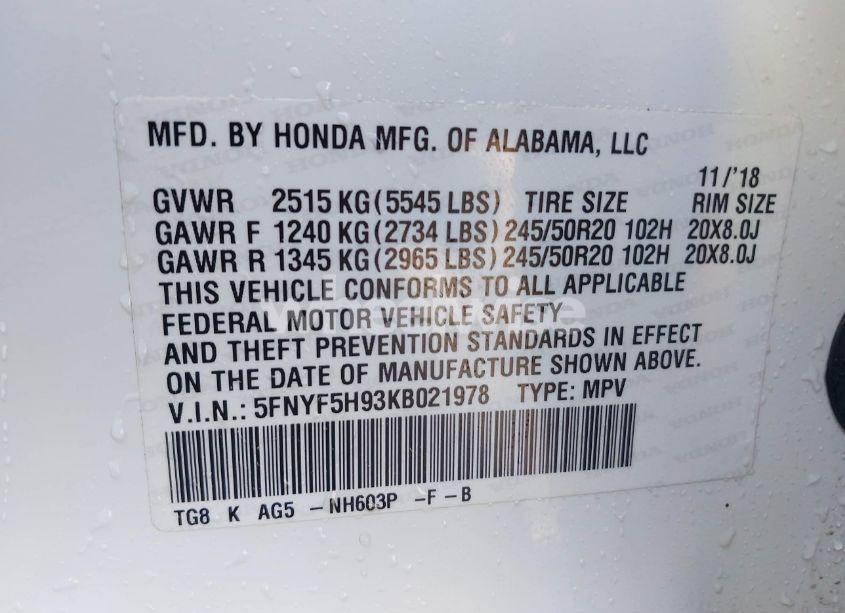 MFD. BY HONDA MFG. OF ALABAMA, LLC
11/'18
GVWR 2515 KG (5545 LBS) TIRE SIZE RIM SIZE
GAWR F 1240 KG (2734 LBS) 245/50R20 102H 20X8.0J
GAWR R 1345 KG (2965 LBS) 245/50R20 102H 20X8.0J
THIS VEHICLE CONFORMS TO ALL APPLICABLE
FEDERAL MOTOR VEHICLE SAFETY
AND THEFT PREVENTION STANDARDS IN EFFECT
ON THE DATE OF MANUFACTURE SHOWN ABOVE.
V.I.N.: 5FNYF5H93KB021978 TYPE: MPV
TG8 K AG5 -NH603P -F -B